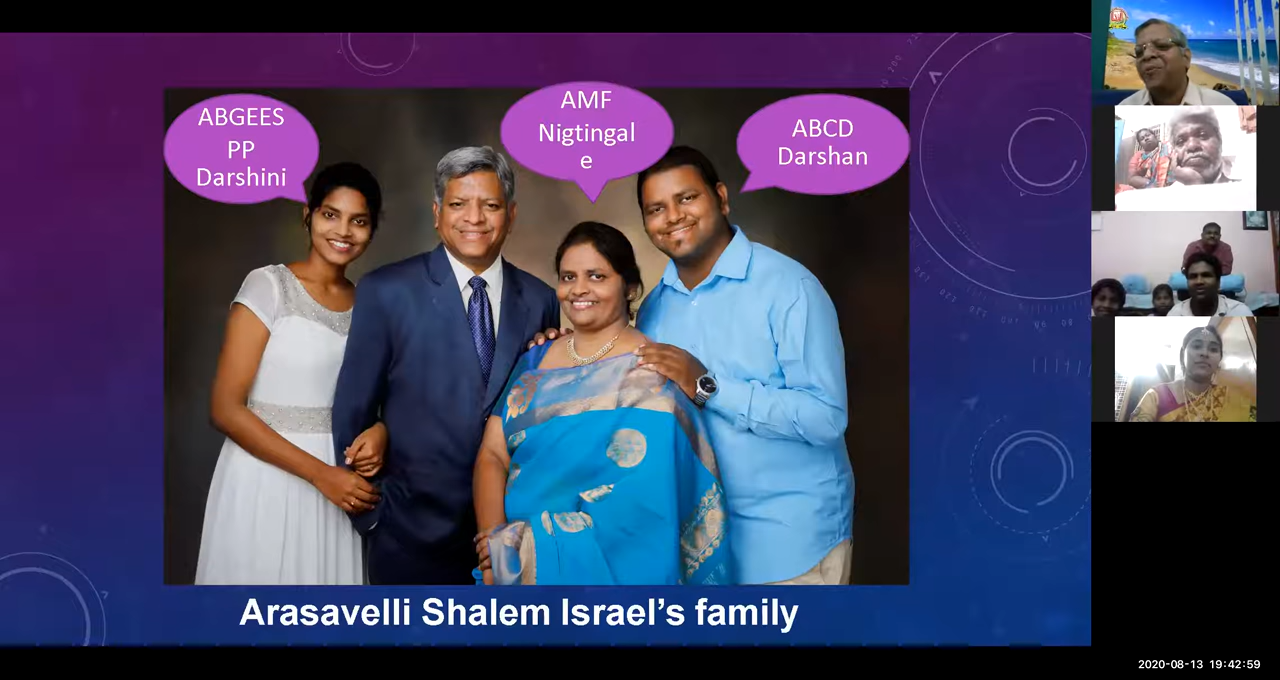 ABGEES
PP
Darshini
AMF
Nigtingal
e
ABCD
Darshan
Arasavelli Shalem Israel’s family
2020-08-13 19:42:59